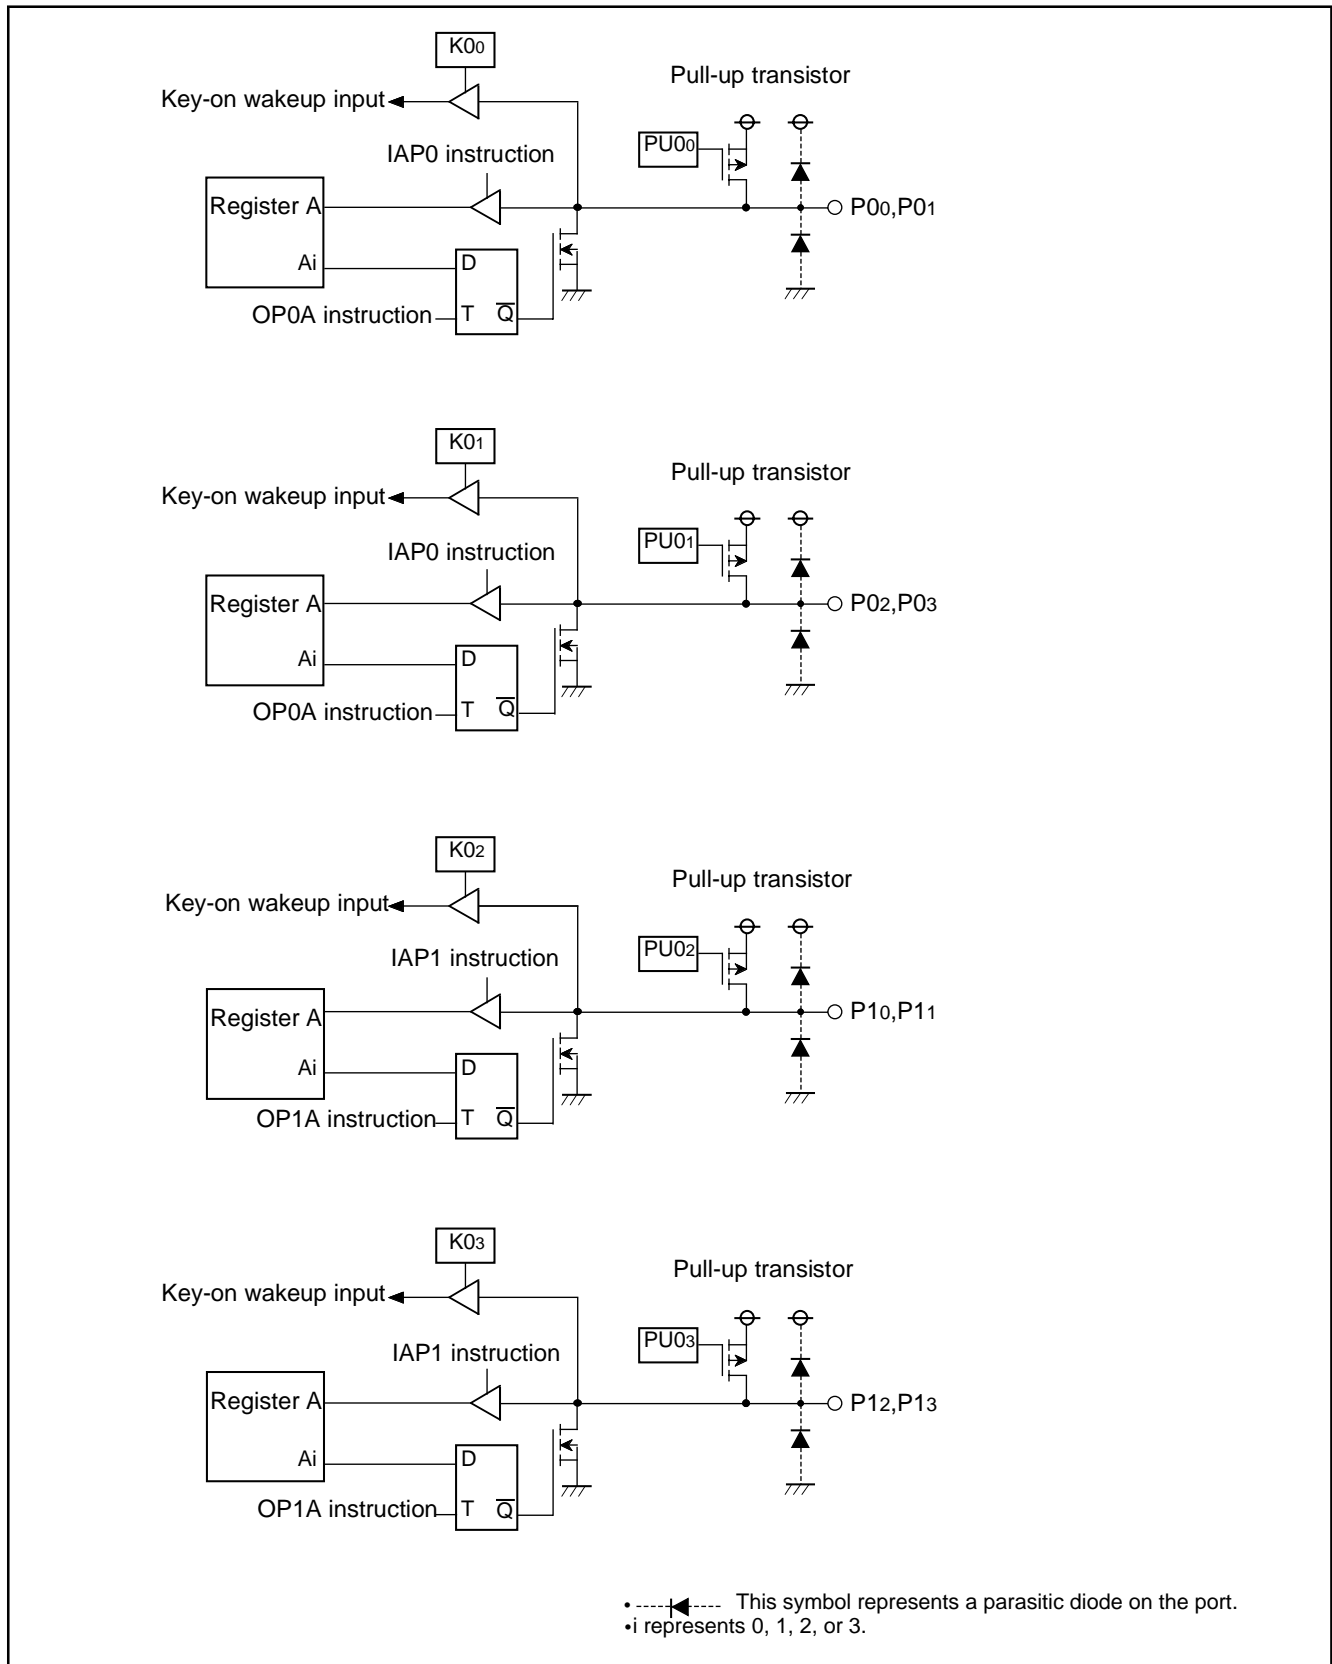 K00
Pull-up transistor
Key-on wakeup input
PU00
IAP0 instruction
Register A
P00,P01
Ai
D
OP0A instruction
T Q̅
K01
Pull-up transistor
Key-on wakeup input
PU01
IAP0 instruction
Register A
P02,P03
Ai
D
OP0A instruction
T Q̅
K02
Pull-up transistor
Key-on wakeup input
PU02
IAP1 instruction
Register A
P10,P11
Ai
D
OP1A instruction
T Q̅
K03
Pull-up transistor
Key-on wakeup input
PU03
IAP1 instruction
Register A
P12,P13
Ai
D
OP1A instruction
T Q̅
• This symbol represents a parasitic diode on the port.
•i represents 0, 1, 2, or 3.